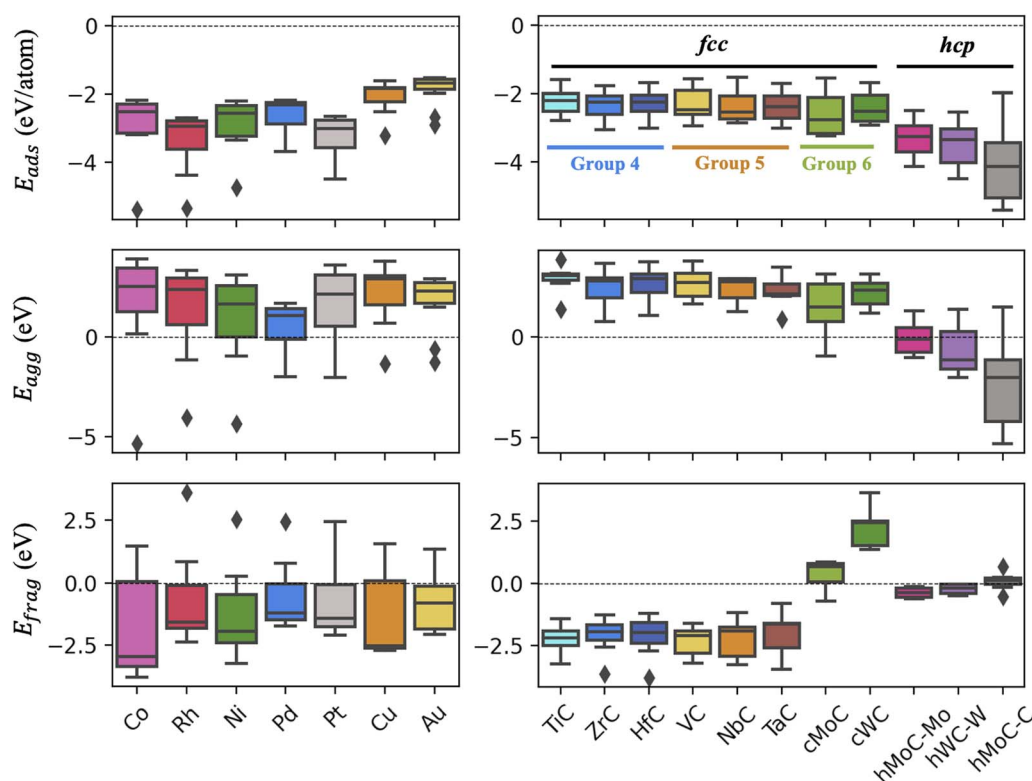 E_ads (eV/atom)
0
−2
−4
0
−2
−4
fcc
hcp
Group 4
Group 5
Group 6
E_agg (eV)
0
−5
0
−5
E_frag (eV)
2.5
0.0
−2.5
2.5
0.0
−2.5
Co Rh Ni Pd Pt Cu Au
TiC ZrC HfC VC NbC TaC cMoC cWC hMoC-Mo hWC-W hMoC-C